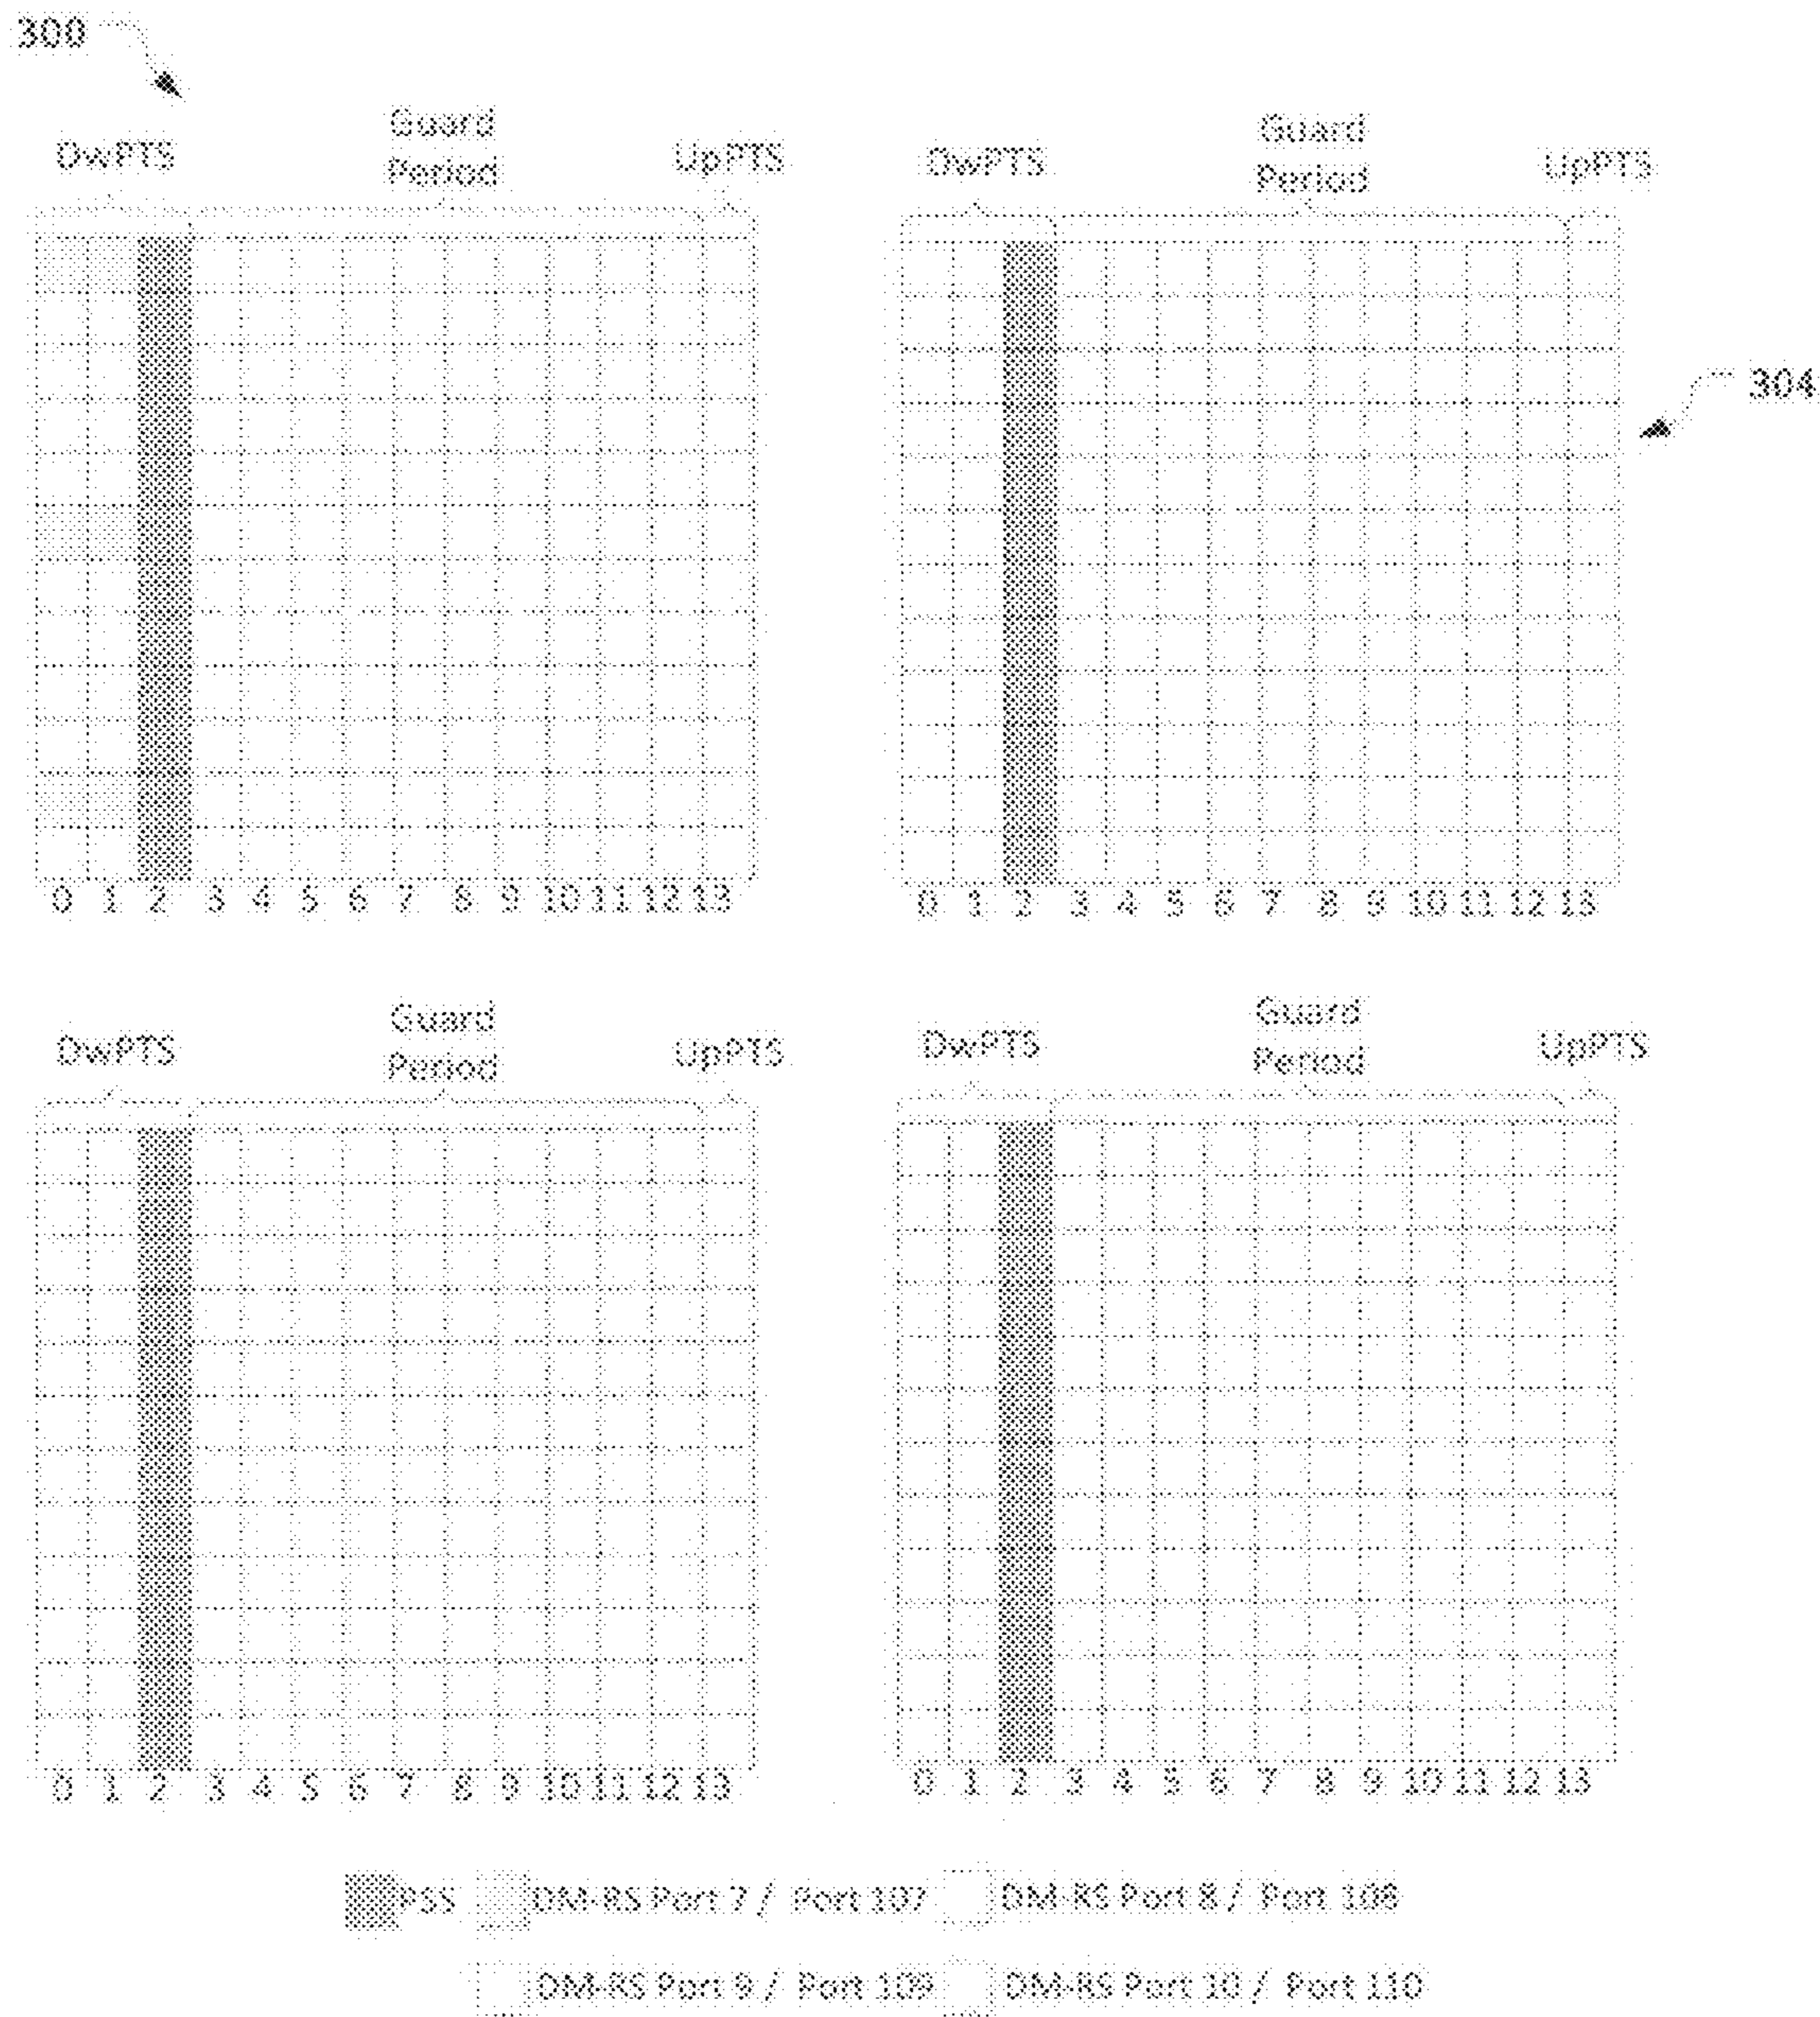 300
DwPTS Guard Period UpPTS
DwPTS Guard Period UpPTS
304
0 1 2 3 4 5 6 7 8 9 10 11 12 13
0 1 2 3 4 5 6 7 8 9 10 11 12 13
DwPTS Guard Period UpPTS
DwPTS Guard Period UpPTS
0 1 2 3 4 5 6 7 8 9 10 11 12 13
0 1 2 3 4 5 6 7 8 9 10 11 12 13
PSS DM-RS Port 7 / Port 107 DM-RS Port 8 / Port 108
DM-RS Port 9 / Port 109 DM-RS Port 10 / Port 110